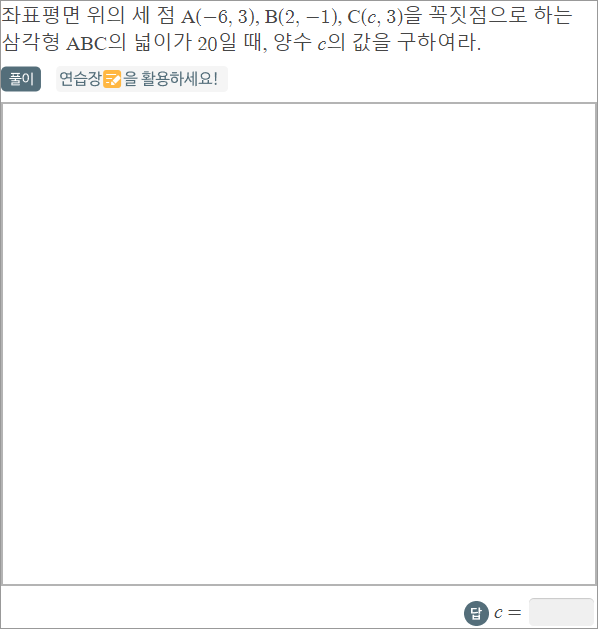 좌표평면 위의 세 점 A(−6, 3), B(2, −1), C(c, 3)을 꼭짓점으로 하는
삼각형 ABC의 넓이가 20일 때, 양수 c의 값을 구하여라.
풀이 연습장을 활용하세요!
답 c =